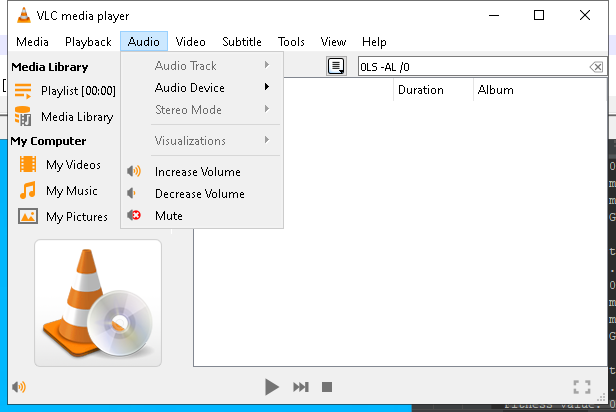 VLC media player
Media Playback Audio Video Subtitle Tools View Help
Media Library
Playlist [00:00]
Media Library
My Computer
My Videos
My Music
My Pictures
Audio Track
Audio Device
Stereo Mode
Visualizations
Increase Volume
Decrease Volume
Mute
0LS -AL /0
Duration Album
Fitness value: 0